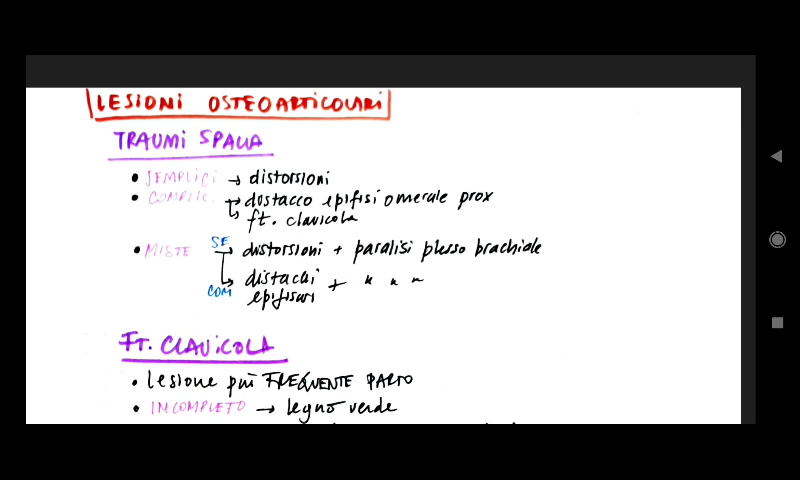 LESIONI OSTEOARTICOLARI
TRAUMI SPALLA
• SEMPLICI → distorsioni
• COMPLIC. → distacco epifisi omerale prox
↳ ft. clavicola
• MISTE SE → distorsioni + paralisi plesso brachiale
COM ↳ distacchi epifisari + " " "
FT. CLAVICOLA
• lesione più FREQUENTE PARTO
• INCOMPLETO → legno verde